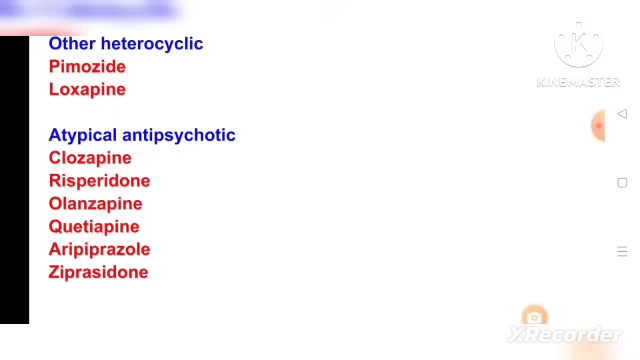 Other heterocyclic
Pimozide
Loxapine
Atypical antipsychotic
Clozapine
Risperidone
Olanzapine
Quetiapine
Aripiprazole
Ziprasidone
K
KINEMASTER
XRecorder